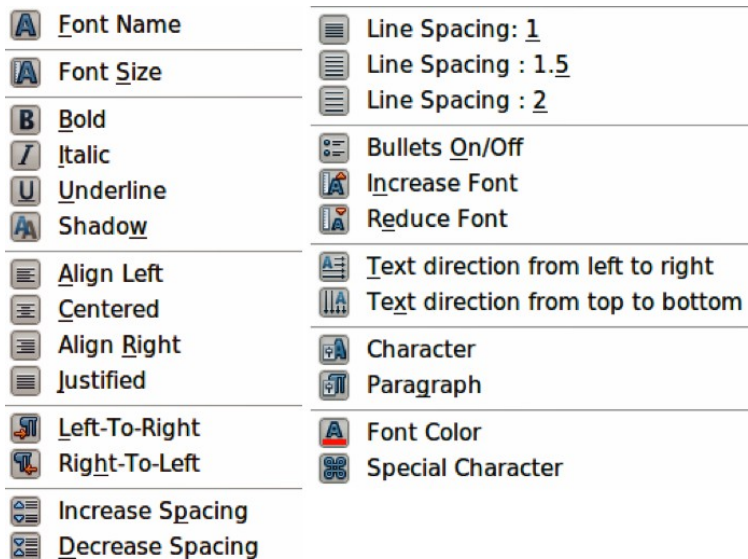 Font Name
Font Size
Bold
Italic
Underline
Shadow
Align Left
Centered
Align Right
Justified
Left-To-Right
Right-To-Left
Increase Spacing
Decrease Spacing
Line Spacing: 1
Line Spacing : 1.5
Line Spacing : 2
Bullets On/Off
Increase Font
Reduce Font
Text direction from left to right
Text direction from top to bottom
Character
Paragraph
Font Color
Special Character